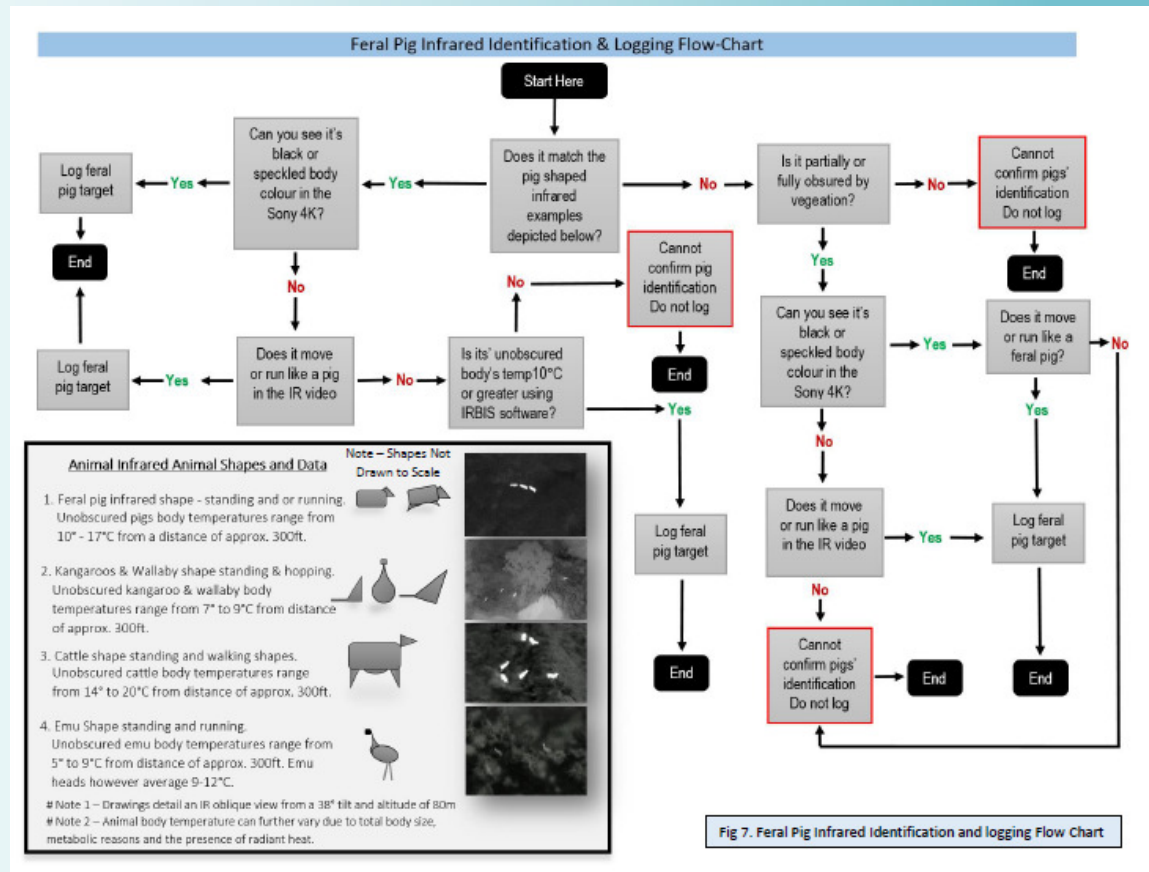 Feral Pig Infrared Identification & Logging Flow-Chart
Start Here
Does it match the
pig shaped
infrared
examples
depicted below?
Yes
Can you see it's
black or
speckled body
colour in the
Sony 4K?
Yes
Log feral
pig target
End
No
Does it move
or run like a pig
in the IR video
Yes
Log feral
pig target
No
Is its' unobscured
body's temp10°C
or greater using
IRBIS software?
No
Cannot
confirm pig
identification
Do not log
End
Yes
Log feral
pig target
End
No
Is it partially or
fully obsured by
vegeation?
No
Cannot
confirm pigs'
identification
Do not log
End
Yes
Can you see it's
black or
speckled body
colour in the
Sony 4K?
Yes
Does it move
or run like a
feral pig?
No
Yes
Log feral
pig target
End
No
Does it move
or run like a pig
in the IR video
Yes
No
Cannot
confirm pigs'
identification
Do not log
End
Animal Infrared Animal Shapes and Data
Note – Shapes Not
Drawn to Scale
1. Feral pig infrared shape - standing and or running.
Unobscured pigs body temperatures range from
10° - 17°C from a distance of approx. 300ft.
2. Kangaroos & Wallaby shape standing & hopping.
Unobscured kangaroo & wallaby body
temperatures range from 7° to 9°C from distance
of approx. 300ft.
3. Cattle shape standing and walking shapes.
Unobscured cattle body temperatures range
from 14° to 20°C from distance of approx. 300ft.
4. Emu Shape standing and running.
Unobscured emu body temperatures range from
5° to 9°C from distance of approx. 300ft. Emu
heads however average 9-12°C.
# Note 1 – Drawings detail an IR oblique view from a 38° tilt and altitude of 80m
# Note 2 – Animal body temperature can further vary due to total body size,
metabolic reasons and the presence of radiant heat.
Fig 7. Feral Pig Infrared Identification and logging Flow Chart